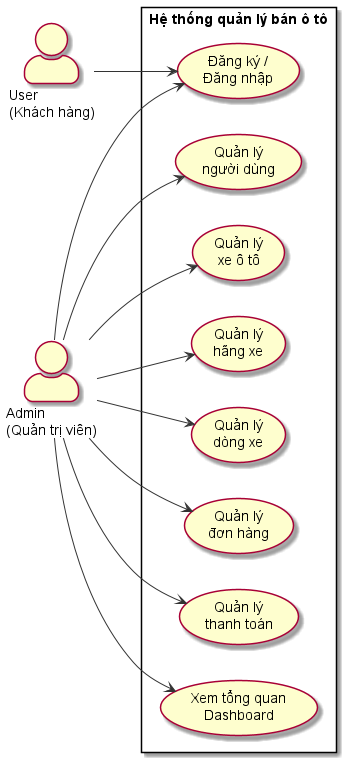 Hệ thống quản lý bán ô tô
Đăng ký /
Đăng nhập
User
(Khách hàng)
Quản lý
người dùng
Quản lý
xe ô tô
Quản lý
hãng xe
Admin
(Quản trị viên)
Quản lý
dòng xe
Quản lý
đơn hàng
Quản lý
thanh toán
Xem tổng quan
Dashboard